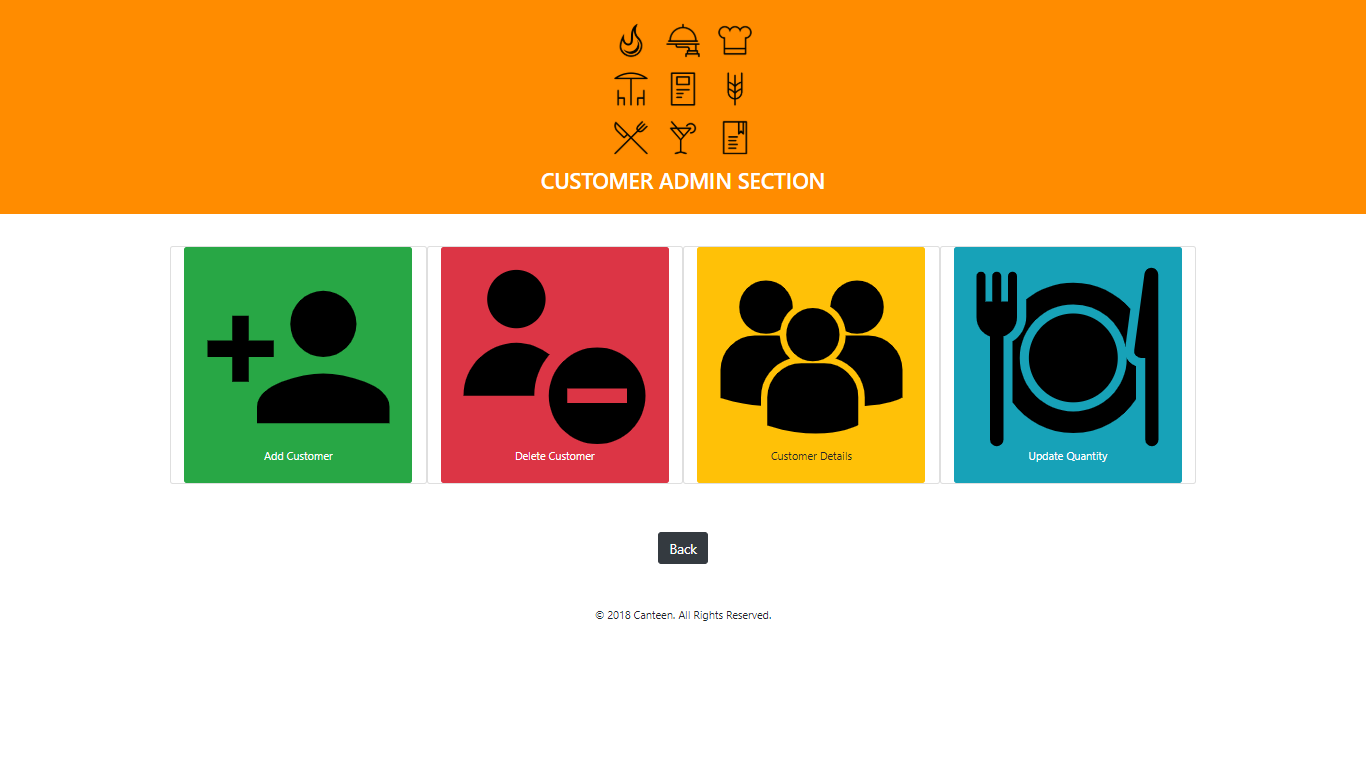 CUSTOMER ADMIN SECTION
Add Customer
Delete Customer
Customer Details
Update Quantity
Back
© 2018 Canteen. All Rights Reserved.